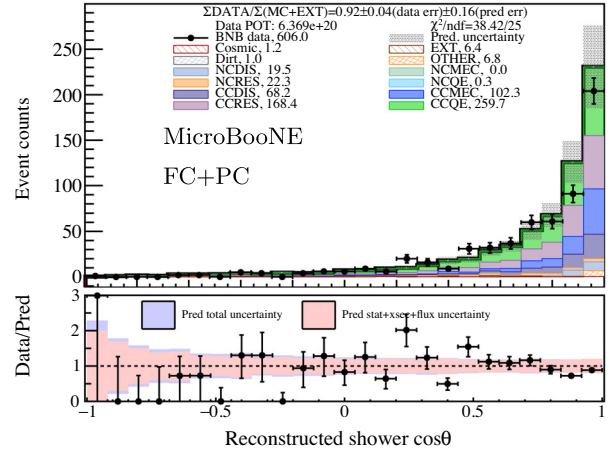 ΣDATA/Σ(MC+EXT)=0.92±0.04(data err)±0.16(pred err)
Data POT: 6.369e+20 χ²/ndf=38.42/25
BNB data, 606.0 Pred. uncertainty
Cosmic, 1.2 EXT, 6.4
Dirt, 1.0 OTHER, 6.8
NCDIS, 19.5 NCMEC, 0.0
NCRES, 22.3 NCQE, 0.3
CCDIS, 68.2 CCMEC, 102.3
CCRES, 168.4 CCQE, 259.7
MicroBooNE
FC+PC
Event counts
250
200
150
100
50
0
Data/Pred
3
2
1
0
Pred total uncertainty Pred stat+xsec+flux uncertainty
-1 -0.5 0 0.5 1
Reconstructed shower cosθ